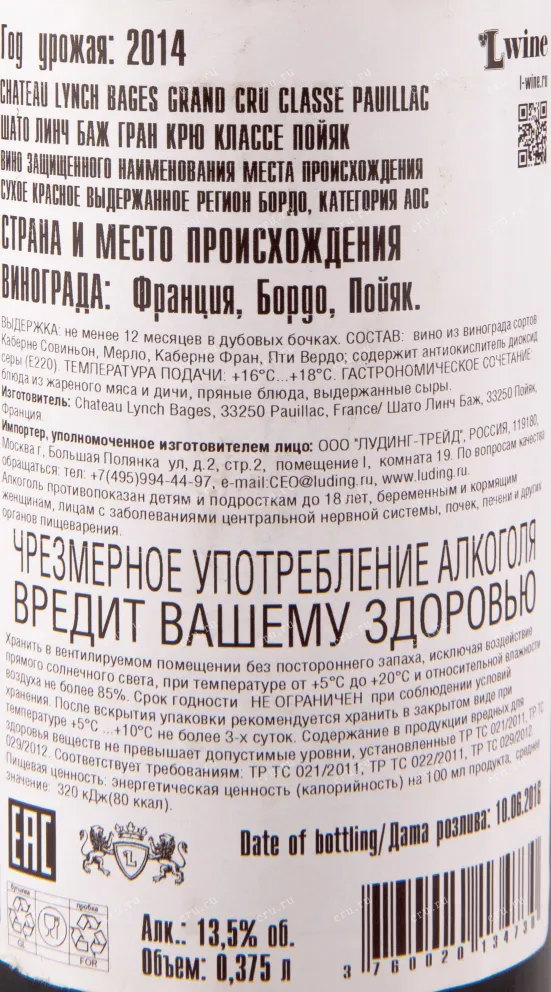 Год урожая: 2014
L wine
l-wine.ru
CHATEAU LYNCH BAGES GRAND CRU CLASSE PAUILLAC
ШАТО ЛИНЧ БАЖ ГРАН КРЮ КЛАССЕ ПОЙЯК
ВИНО ЗАЩИЩЕННОГО НАИМЕНОВАНИЯ МЕСТА ПРОИСХОЖДЕНИЯ
СУХОЕ КРАСНОЕ ВЫДЕРЖАННОЕ РЕГИОН БОРДО, КАТЕГОРИЯ АОС
СТРАНА И МЕСТО ПРОИСХОЖДЕНИЯ
ВИНОГРАДА: Франция, Бордо, Пойяк.
ВЫДЕРЖКА: не менее 12 месяцев в дубовых бочках. СОСТАВ: вино из винограда сортов
Каберне Совиньон, Мерло, Каберне Фран, Пти Вердо; содержит антиокислитель диоксид
серы (Е220). ТЕМПЕРАТУРА ПОДАЧИ: +16°С...+18°С. ГАСТРОНОМИЧЕСКОЕ СОЧЕТАНИЕ:
блюда из жареного мяса и дичи, пряные блюда, выдержанные сыры.
Изготовитель: Chateau Lynch Bages, 33250 Pauillac, France/ Шато Линч Баж, 33250 Пойяк,
Франция.
Импортер, уполномоченное изготовителем лицо: ООО "ЛУДИНГ-ТРЕЙД", РОССИЯ, 119180,
Москва г, Большая Полянка ул, д.2, стр.2, помещение I, комната 19. По вопросам качества
обращаться: тел: +7(495)994-44-97, e-mail:CEO@luding.ru, www.luding.ru.
Алкоголь противопоказан детям и подросткам до 18 лет, беременным и кормящим
женщинам, лицам с заболеваниями центральной нервной системы, почек, печени и других
органов пищеварения.
ЧРЕЗМЕРНОЕ УПОТРЕБЛЕНИЕ АЛКОГОЛЯ
ВРЕДИТ ВАШЕМУ ЗДОРОВЬЮ
Хранить в вентилируемом помещении без постороннего запаха, исключая воздействие
прямого солнечного света, при температуре от +5°С до +20°С и относительной влажности
воздуха не более 85%. Срок годности НЕ ОГРАНИЧЕН при соблюдении условий
хранения. После вскрытия упаковки рекомендуется хранить в закрытом виде при
температуре +5°С ...+10°С не более 3-х суток. Содержание в продукции вредных для
здоровья веществ не превышает допустимые уровни, установленные ТР ТС 021/2011, ТР ТС
029/2012. Соответствует требованиям: ТР ТС 021/2011, ТР ТС 022/2011, ТР ТС 029/2012.
Пищевая ценность: энергетическая ценность (калорийность) на 100 мл продукта, средние
значение: 320 кДж(80 ккал).
EAC
L
Date of bottling/Дата розлива: 10.06.2016
бутылка
пробка
GL
FOR
Алк.: 13,5% об.
Объем: 0,375 л
3 760020 134730